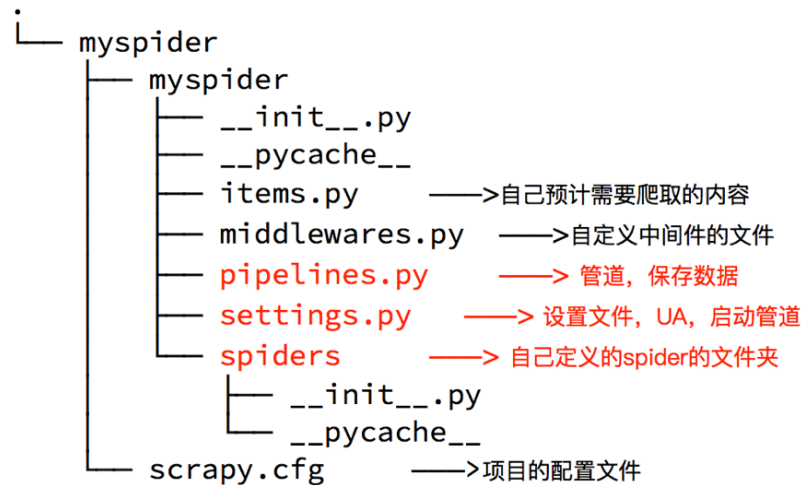 .
└── myspider
├── myspider
├── __init__.py
├── __pycache__
├── items.py ——>自己预计需要爬取的内容
├── middlewares.py ——>自定义中间件的文件
├── pipelines.py ——> 管道，保存数据
├── settings.py ——> 设置文件，UA，启动管道
└── spiders ——> 自己定义的spider的文件夹
├── __init__.py
└── __pycache__
└── scrapy.cfg ——>项目的配置文件